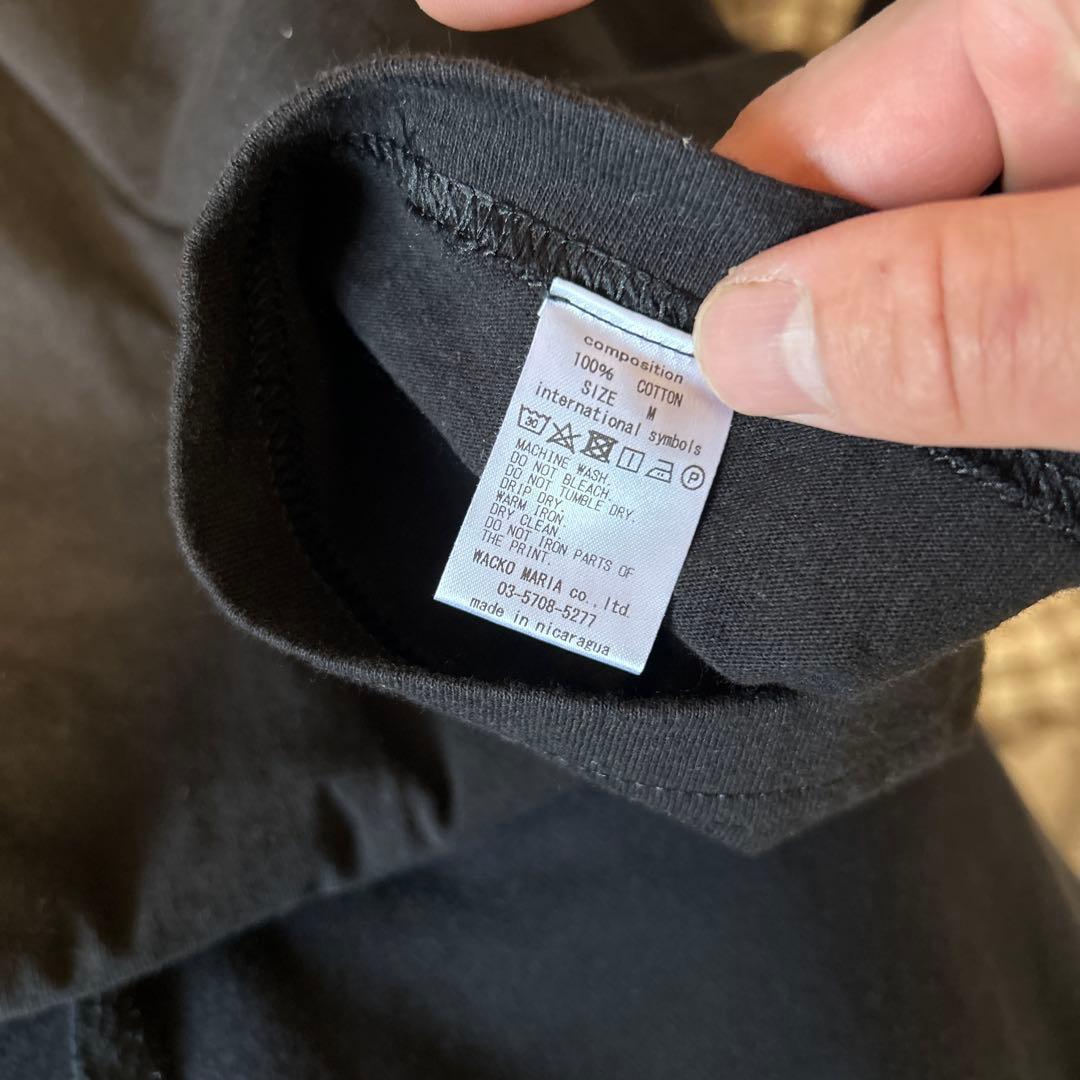 composition
100% COTTON
SIZE M
international symbols
30 P
MACHINE WASH.
DO NOT BLEACH.
DO NOT TUMBLE DRY.
DRIP DRY.
WARM IRON.
DRY CLEAN.
DO NOT IRON PARTS OF
THE PRINT.
WACKO MARIA co.,ltd.
03-5708-5277
made in nicaragua